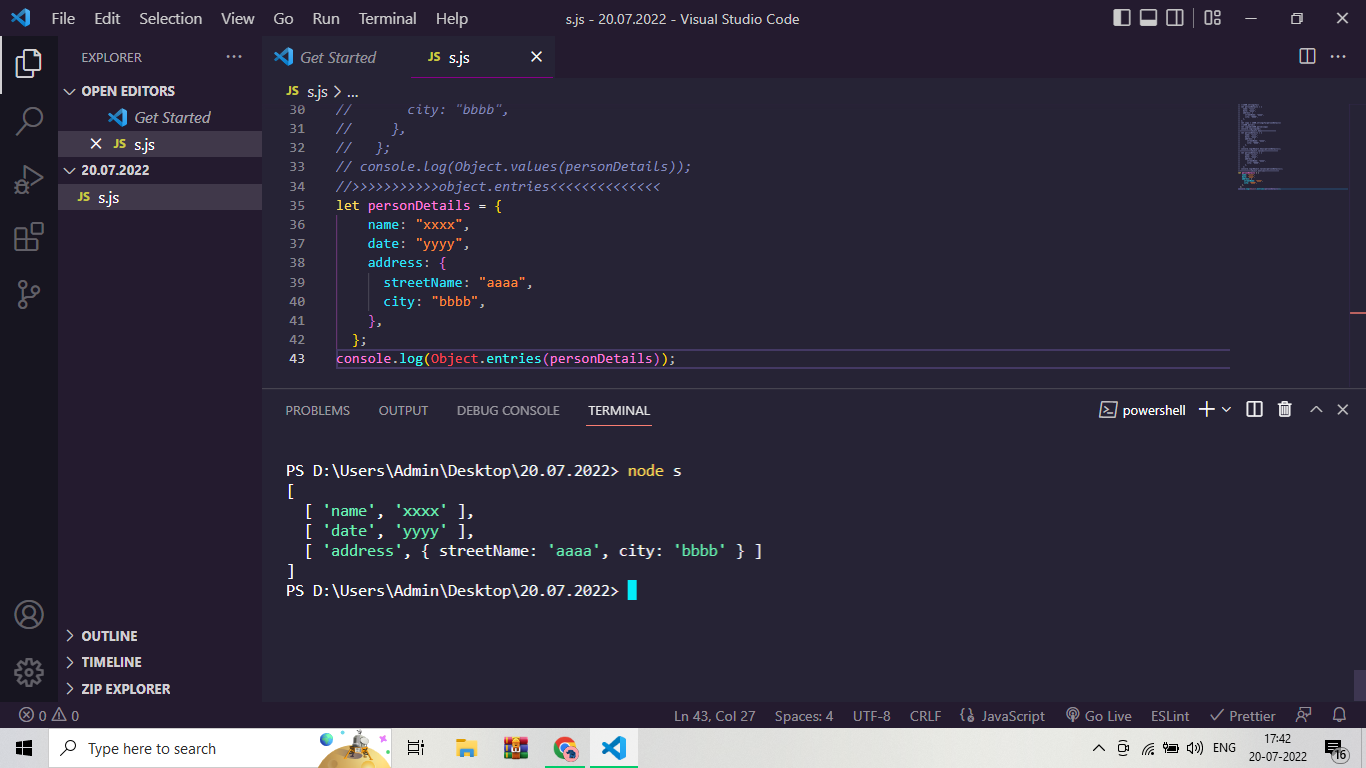 File Edit Selection View Go Run Terminal Help
s.js - 20.07.2022 - Visual Studio Code
EXPLORER
OPEN EDITORS
Get Started
JS s.js
20.07.2022
JS s.js
OUTLINE
TIMELINE
ZIP EXPLORER
Get Started
JS s.js
JS s.js > ...
30 // city: "bbbb",
31 // },
32 // };
33 // console.log(Object.values(personDetails));
34 //>>>>>>>>>>>object.entries<<<<<<<<<<<<<<
35 let personDetails = {
36 name: "xxxx",
37 date: "yyyy",
38 address: {
39 streetName: "aaaa",
40 city: "bbbb",
41 },
42 };
43 console.log(Object.entries(personDetails));
PROBLEMS OUTPUT DEBUG CONSOLE TERMINAL
powershell
PS D:\Users\Admin\Desktop\20.07.2022> node s
[
[ 'name', 'xxxx' ],
[ 'date', 'yyyy' ],
[ 'address', { streetName: 'aaaa', city: 'bbbb' } ]
]
PS D:\Users\Admin\Desktop\20.07.2022>
0 0
Ln 43, Col 27 Spaces: 4 UTF-8 CRLF {} JavaScript Go Live ESLint Prettier
Type here to search
ENG
17:42
20-07-2022
16